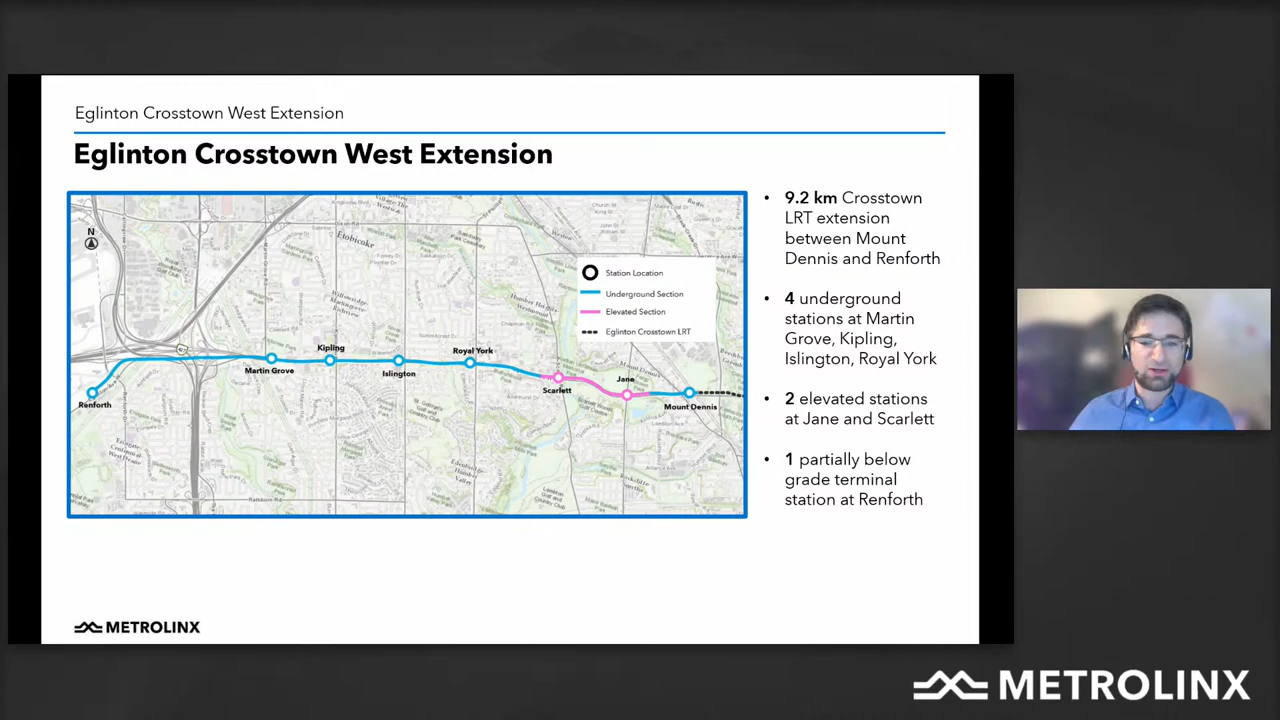 Eglinton Crosstown West Extension
Eglinton Crosstown West Extension
N
Etobicoke
Station Location
Underground Section
Elevated Section
Eglinton Crosstown LRT
Renforth
Martin Grove
Kipling
Islington
Royal York
Scarlett
Jane
Mount Dennis
• 9.2 km Crosstown
LRT extension
between Mount
Dennis and Renforth
• 4 underground
stations at Martin
Grove, Kipling,
Islington, Royal York
• 2 elevated stations
at Jane and Scarlett
• 1 partially below
grade terminal
station at Renforth
METROLINX
METROLINX